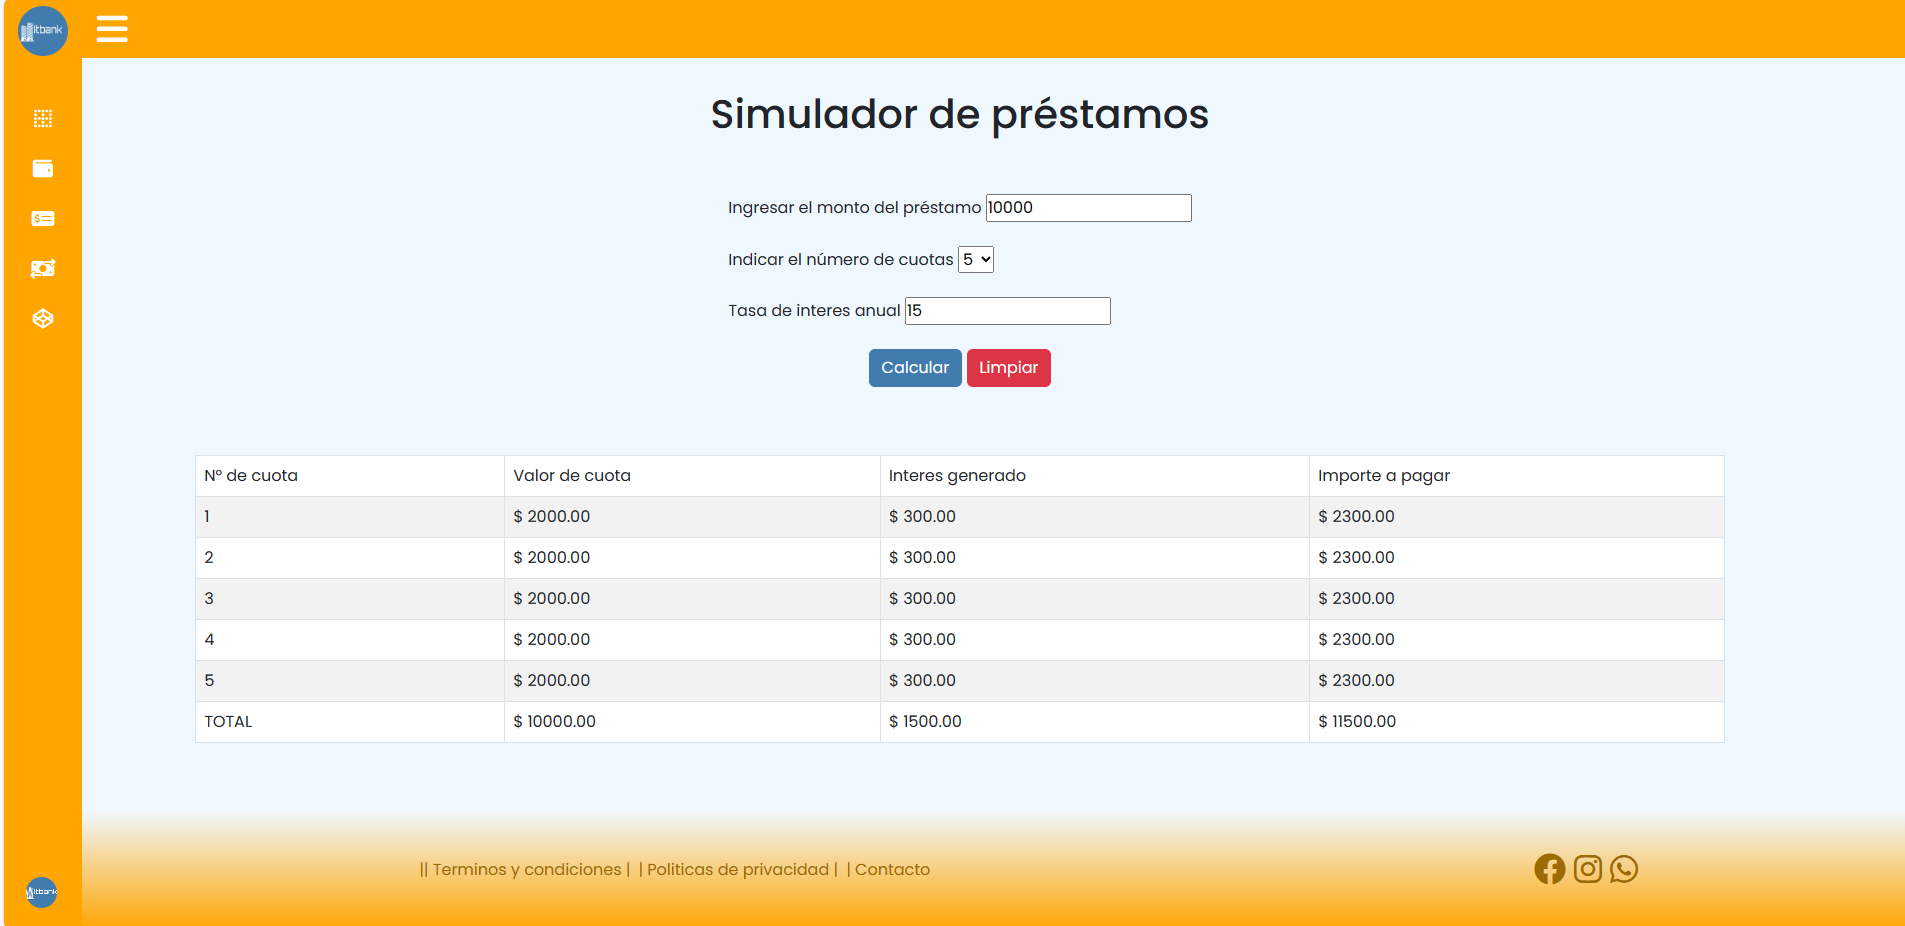 itbank
Simulador de préstamos
Ingresar el monto del préstamo 10000
Indicar el número de cuotas 5
Tasa de interes anual 15
Calcular Limpiar
Nº de cuota Valor de cuota Interes generado Importe a pagar
1 $ 2000.00 $ 300.00 $ 2300.00
2 $ 2000.00 $ 300.00 $ 2300.00
3 $ 2000.00 $ 300.00 $ 2300.00
4 $ 2000.00 $ 300.00 $ 2300.00
5 $ 2000.00 $ 300.00 $ 2300.00
TOTAL $ 10000.00 $ 1500.00 $ 11500.00
|| Terminos y condiciones | | Politicas de privacidad | | Contacto
itbank